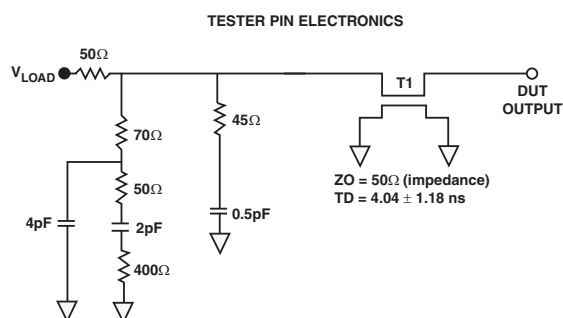 TESTER PIN ELECTRONICS
50Ω
VLOAD
T1
DUT
OUTPUT
70Ω
45Ω
50Ω
4pF
2pF
0.5pF
400Ω
ZO = 50Ω (impedance)
TD = 4.04 ± 1.18 ns